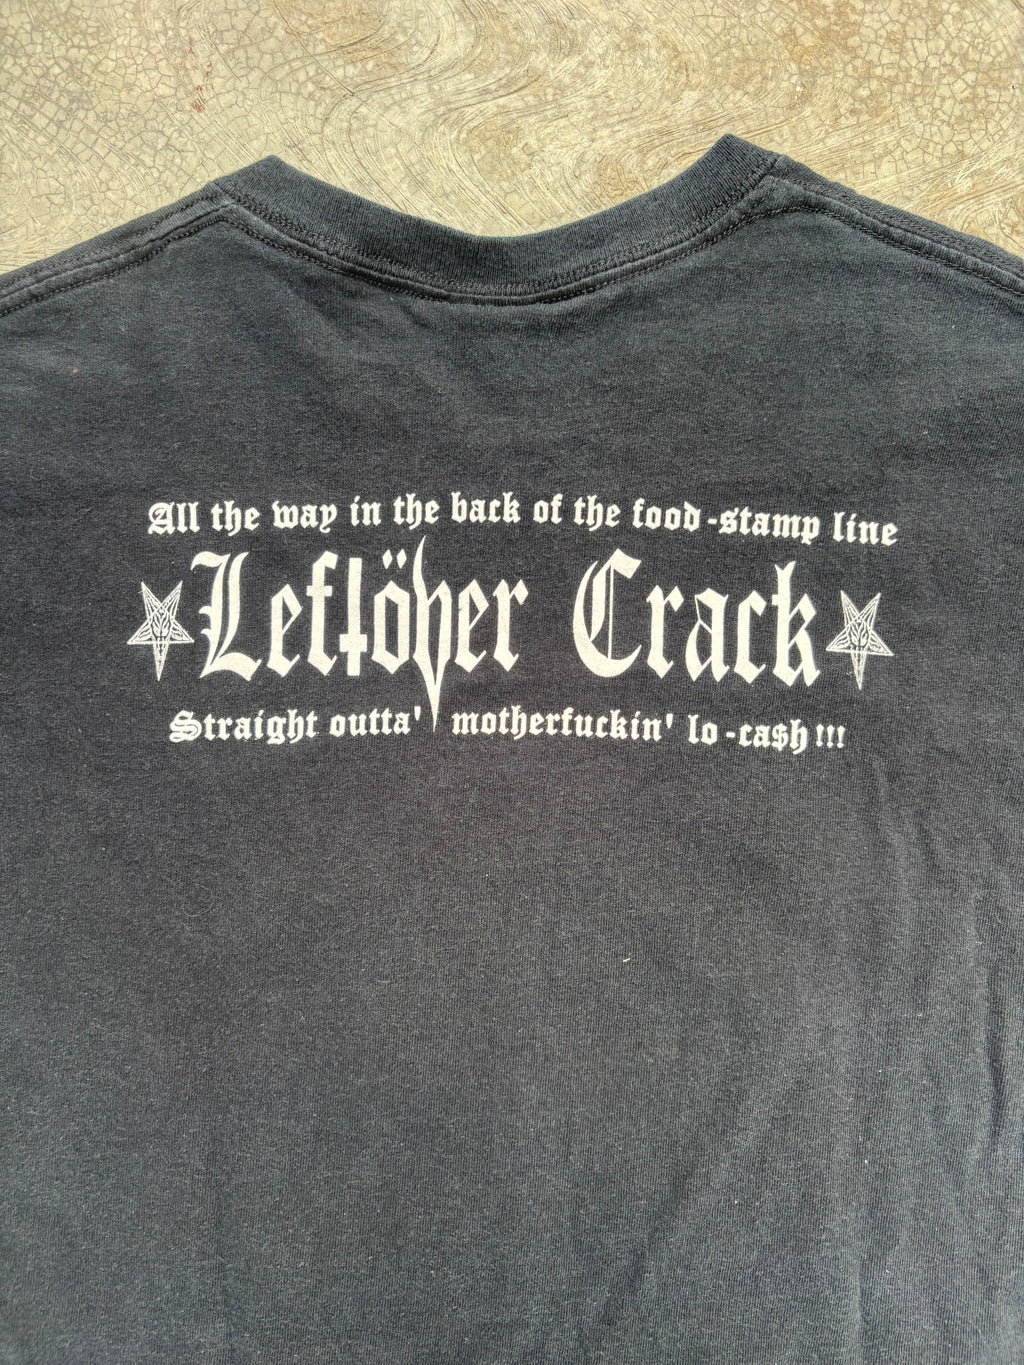 All the way in the back of the food-stamp line
Leftöver Crack
Straight outta' motherfuckin' lo-ca$h!!!